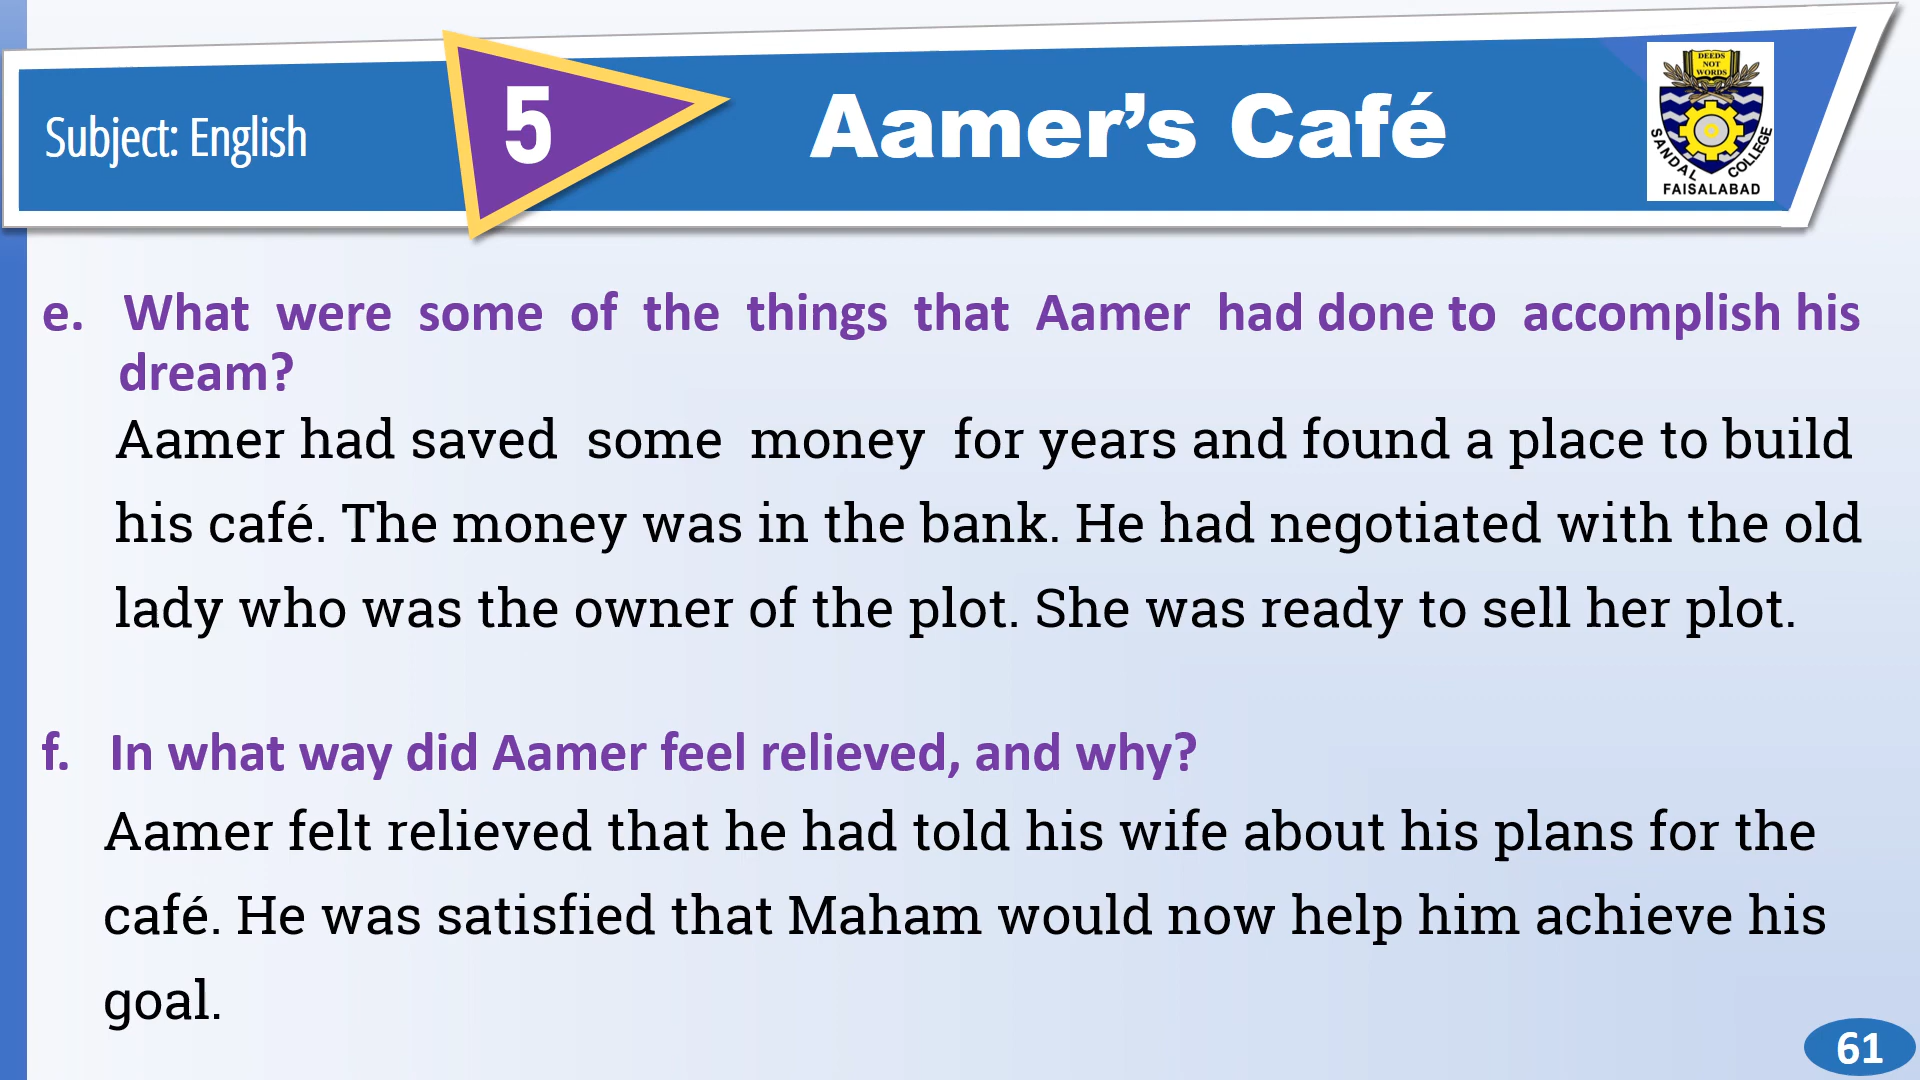 Subject: English
5
Aamer’s Café
DEEDS
NOT
WORDS
SANDAL COLLEGE
FAISALABAD
e. What were some of the things that Aamer had done to accomplish his
dream?
Aamer had saved some money for years and found a place to build
his café. The money was in the bank. He had negotiated with the old
lady who was the owner of the plot. She was ready to sell her plot.
f. In what way did Aamer feel relieved, and why?
Aamer felt relieved that he had told his wife about his plans for the
café. He was satisfied that Maham would now help him achieve his
goal.
61